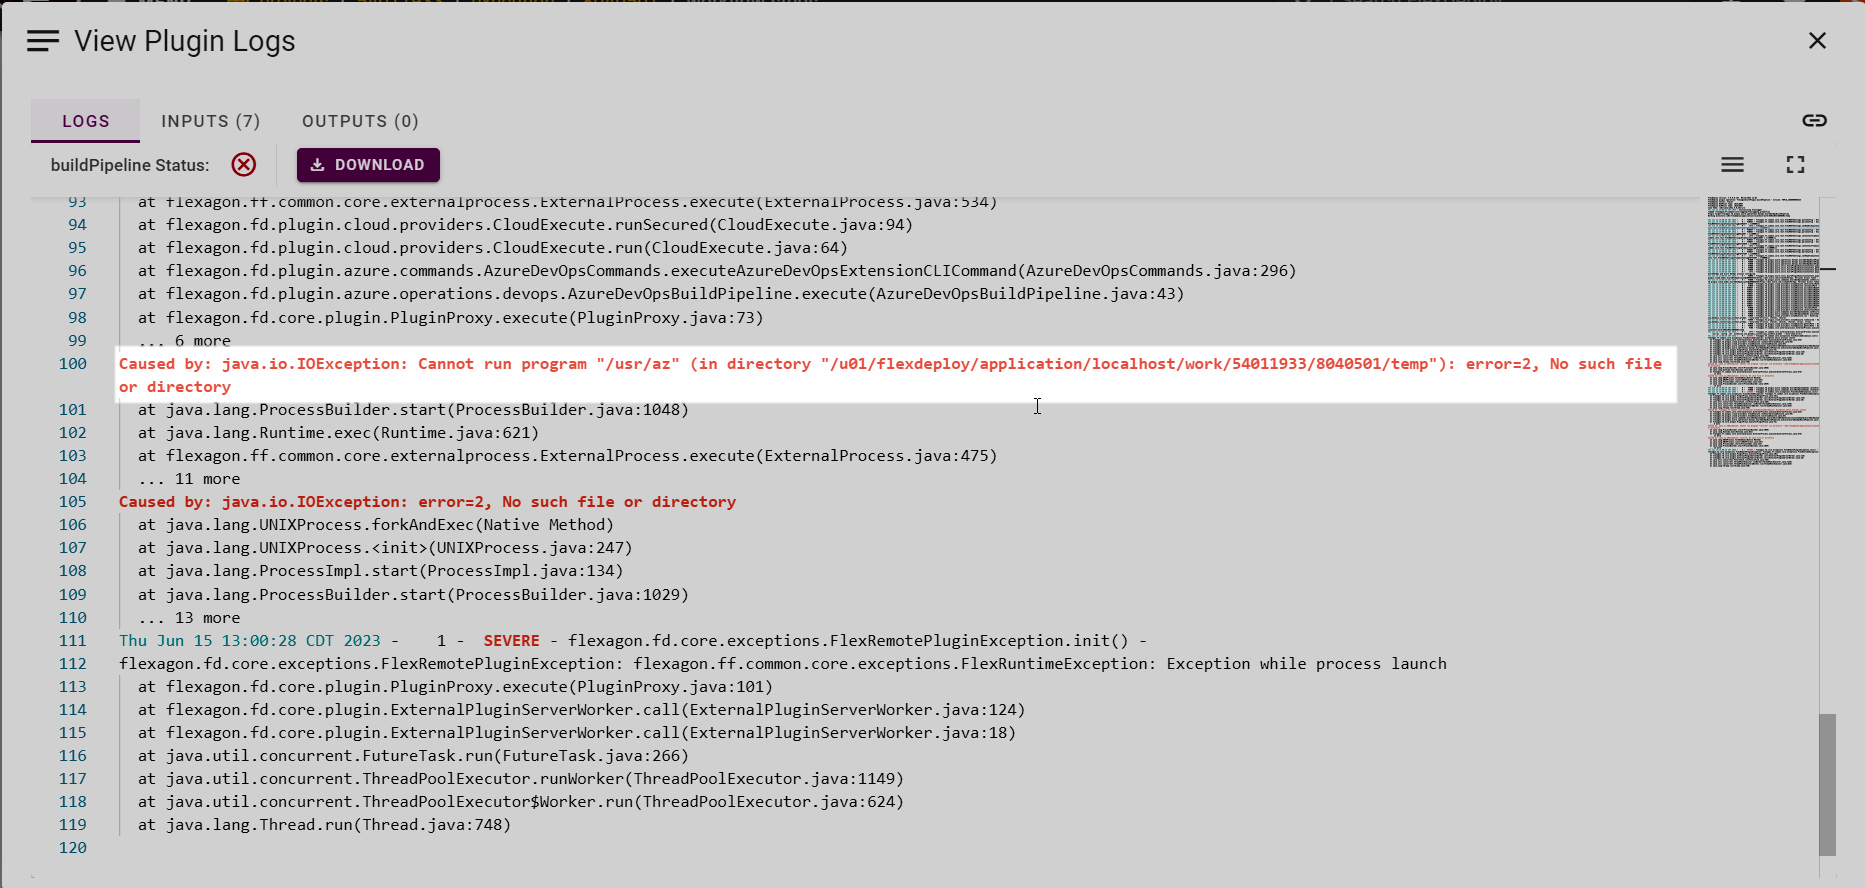 View Plugin Logs
LOGS INPUTS (7) OUTPUTS (0)
buildPipeline Status: DOWNLOAD
93 at flexagon.ff.common.core.externalprocess.ExternalProcess.execute(ExternalProcess.java:534)
94 at flexagon.fd.plugin.cloud.providers.CloudExecute.runSecured(CloudExecute.java:94)
95 at flexagon.fd.plugin.cloud.providers.CloudExecute.run(CloudExecute.java:64)
96 at flexagon.fd.plugin.azure.commands.AzureDevOpsCommands.executeAzureDevOpsExtensionCLICommand(AzureDevOpsCommands.java:296)
97 at flexagon.fd.plugin.azure.operations.devops.AzureDevOpsBuildPipeline.execute(AzureDevOpsBuildPipeline.java:43)
98 at flexagon.fd.core.plugin.PluginProxy.execute(PluginProxy.java:73)
99 ... 6 more
100 Caused by: java.io.IOException: Cannot run program "/usr/az" (in directory "/u01/flexdeploy/application/localhost/work/54011933/8040501/temp"): error=2, No such file
or directory
101 at java.lang.ProcessBuilder.start(ProcessBuilder.java:1048)
102 at java.lang.Runtime.exec(Runtime.java:621)
103 at flexagon.ff.common.core.externalprocess.ExternalProcess.execute(ExternalProcess.java:475)
104 ... 11 more
105 Caused by: java.io.IOException: error=2, No such file or directory
106 at java.lang.UNIXProcess.forkAndExec(Native Method)
107 at java.lang.UNIXProcess.<init>(UNIXProcess.java:247)
108 at java.lang.ProcessImpl.start(ProcessImpl.java:134)
109 at java.lang.ProcessBuilder.start(ProcessBuilder.java:1029)
110 ... 13 more
111 Thu Jun 15 13:00:28 CDT 2023 - 1 - SEVERE - flexagon.fd.core.exceptions.FlexRemotePluginException.init() -
112 flexagon.fd.core.exceptions.FlexRemotePluginException: flexagon.ff.common.core.exceptions.FlexRuntimeException: Exception while process launch
113 at flexagon.fd.core.plugin.PluginProxy.execute(PluginProxy.java:101)
114 at flexagon.fd.core.plugin.ExternalPluginServerWorker.call(ExternalPluginServerWorker.java:124)
115 at flexagon.fd.core.plugin.ExternalPluginServerWorker.call(ExternalPluginServerWorker.java:18)
116 at java.util.concurrent.FutureTask.run(FutureTask.java:266)
117 at java.util.concurrent.ThreadPoolExecutor.runWorker(ThreadPoolExecutor.java:1149)
118 at java.util.concurrent.ThreadPoolExecutor$Worker.run(ThreadPoolExecutor.java:624)
119 at java.lang.Thread.run(Thread.java:748)
120